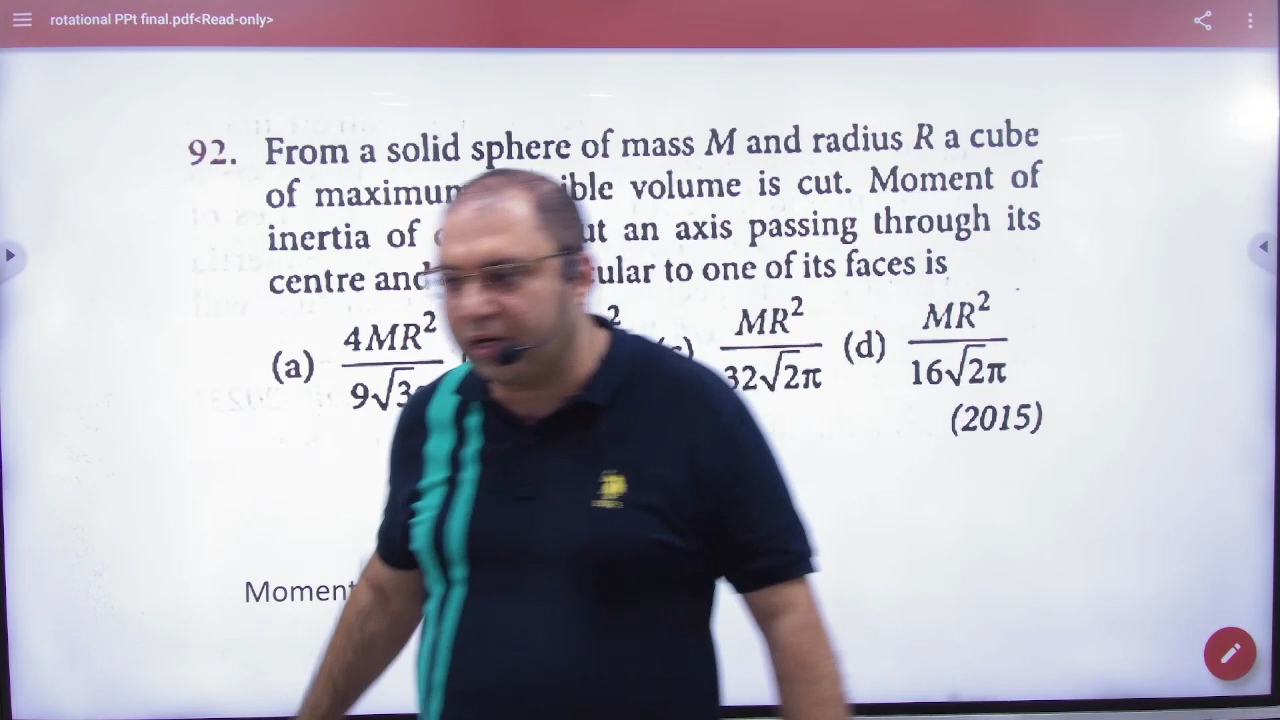 rotational PPt final.pdf<Read-only>
92. From a solid sphere of mass M and radius R a cube
of maximum ible volume is cut. Moment of
inertia of ut an axis passing through its
centre and cular to one of its faces is
(a) 4MR² / 9√3 (c) MR² / 32√2π (d) MR² / 16√2π
(2015)
Moment